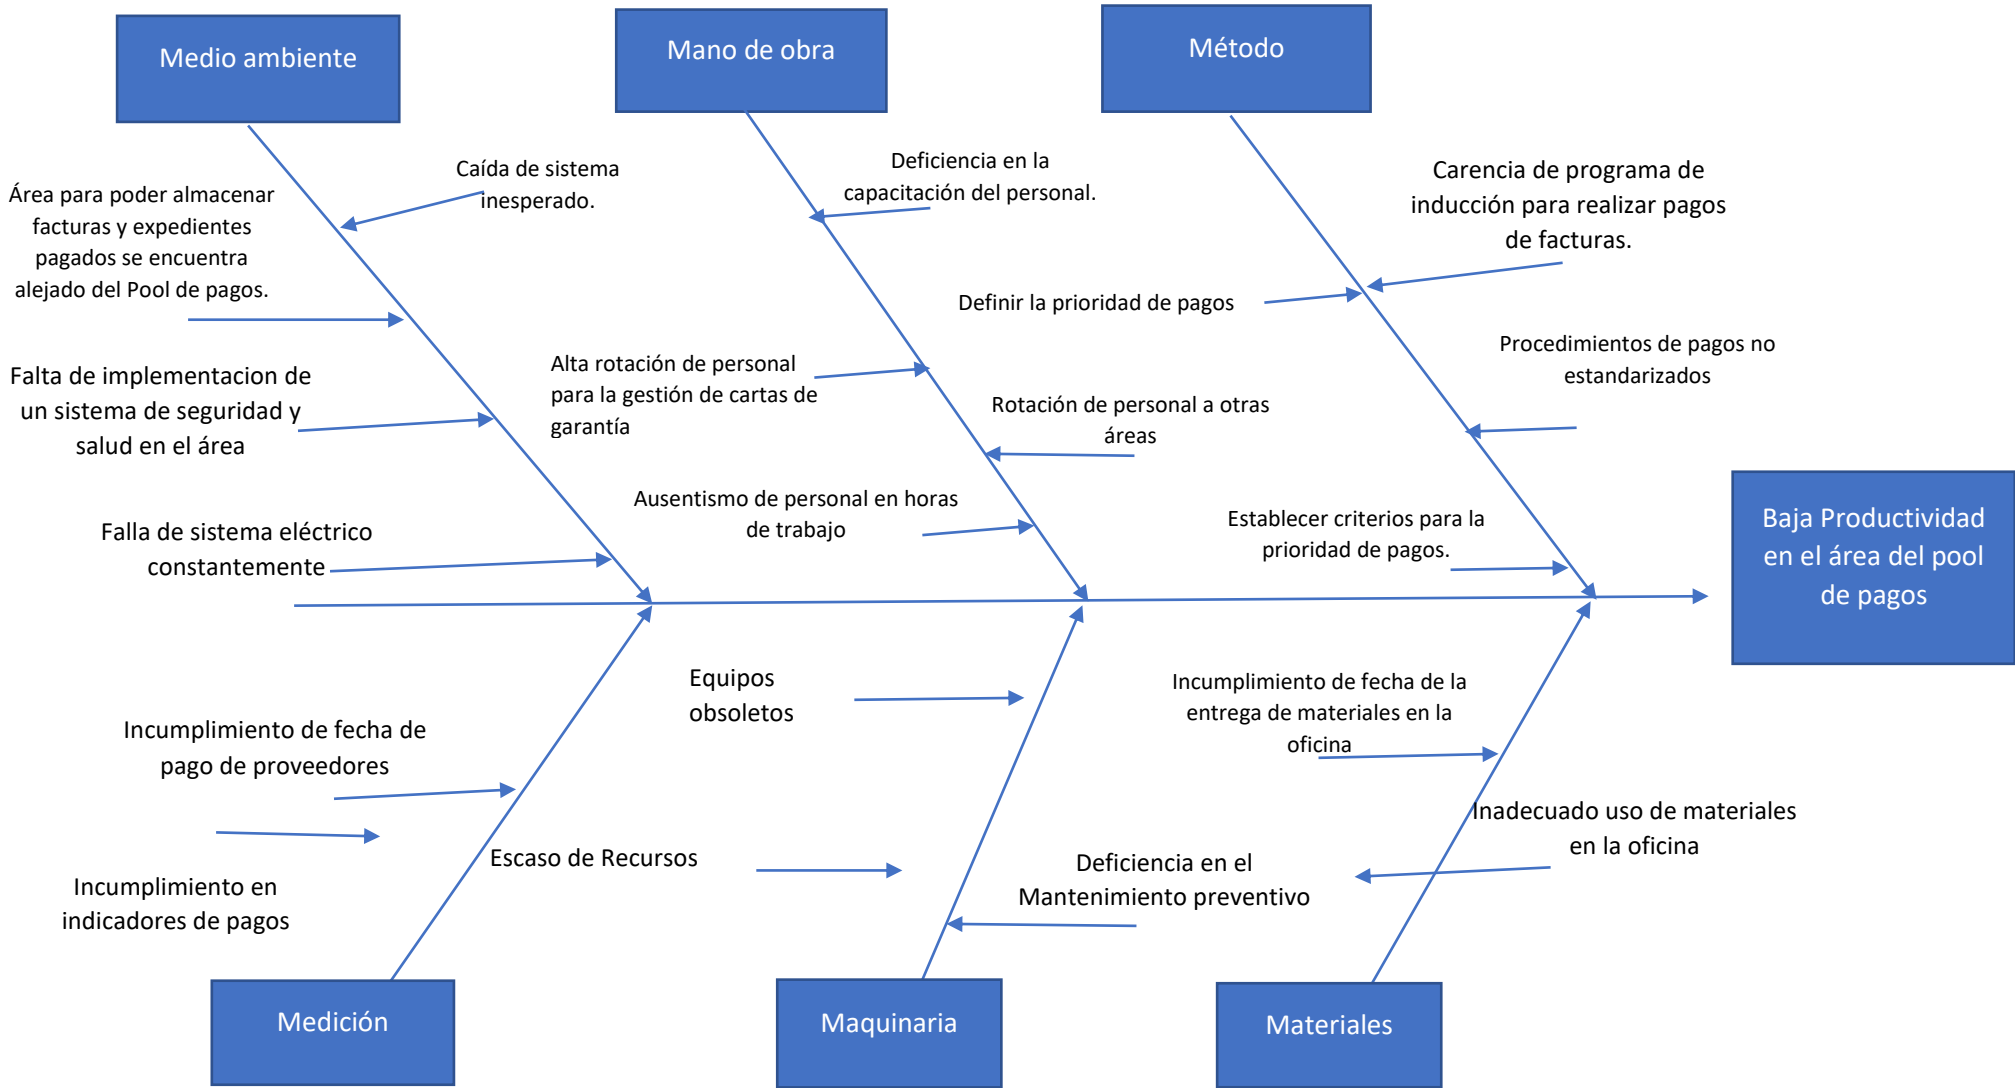 Medio ambiente
Mano de obra
Método
Caída de sistema
inesperado.
Área para poder almacenar
facturas y expedientes
pagados se encuentra
alejado del Pool de pagos.
Falta de implementacion de
un sistema de seguridad y
salud en el área
Falla de sistema eléctrico
constantemente
Deficiencia en la
capacitación del personal.
Alta rotación de personal
para la gestión de cartas de
garantía
Rotación de personal a otras
áreas
Ausentismo de personal en horas
de trabajo
Carencia de programa de
inducción para realizar pagos
de facturas.
Definir la prioridad de pagos
Procedimientos de pagos no
estandarizados
Establecer criterios para la
prioridad de pagos.
Baja Productividad
en el área del pool
de pagos
Incumplimiento de fecha de
pago de proveedores
Incumplimiento en
indicadores de pagos
Equipos
obsoletos
Escaso de Recursos
Deficiencia en el
Mantenimiento preventivo
Incumplimiento de fecha de la
entrega de materiales en la
oficina
Inadecuado uso de materiales
en la oficina
Medición
Maquinaria
Materiales